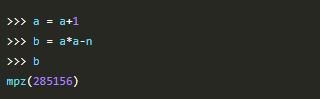 >>> a = a+1
>>> b = a*a-n
>>> b
mpz(285156)